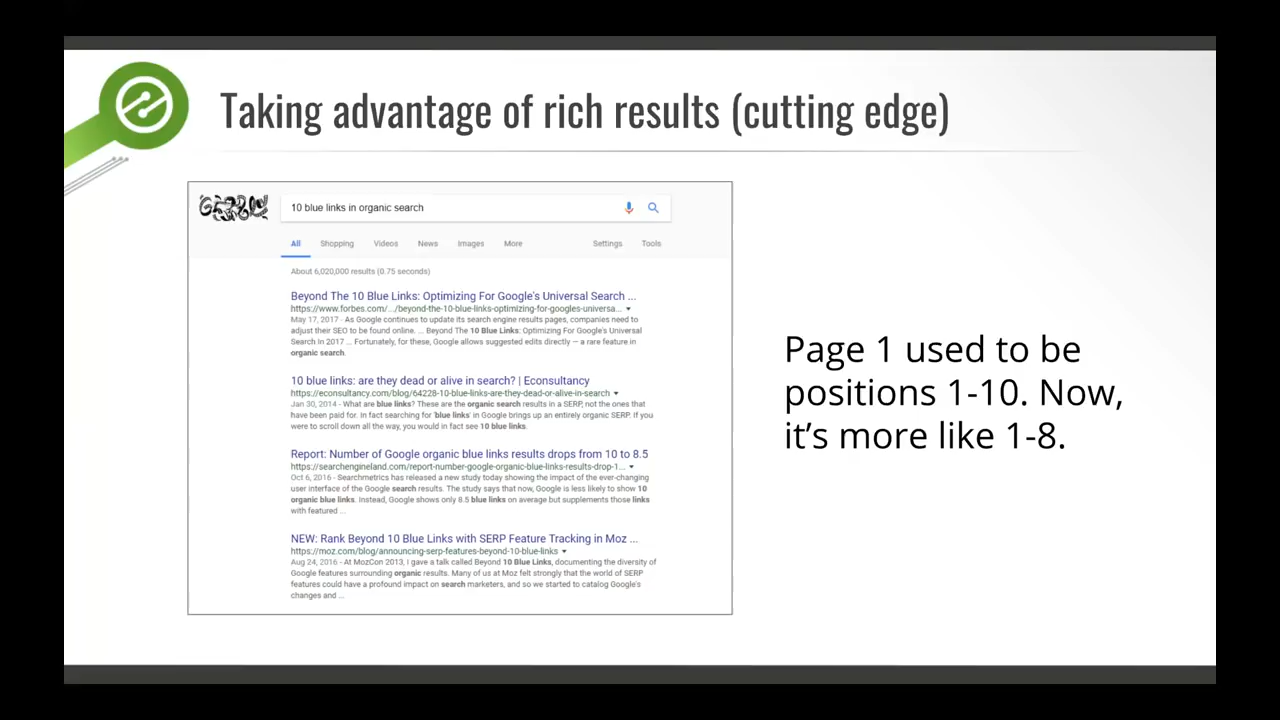 Taking advantage of rich results (cutting edge)
10 blue links in organic search
All Shopping Videos News Images More Settings Tools
About 6,020,000 results (0.75 seconds)
Beyond The 10 Blue Links: Optimizing For Google's Universal Search ...
https://www.forbes.com/.../beyond-the-10-blue-links-optimizing-for-googles-universa...
May 17, 2017 - As Google continues to update its search engine results pages, companies need to
adjust their SEO to be found online. ... Beyond The 10 Blue Links: Optimizing For Google's Universal
Search In 2017 ... Fortunately, for these, Google allows suggested edits directly — a rare feature in
organic search.
10 blue links: are they dead or alive in search? | Econsultancy
https://econsultancy.com/blog/64228-10-blue-links-are-they-dead-or-alive-in-search
Jan 30, 2014 - What are blue links? These are the organic search results in a SERP, not the ones that
have been paid for. In fact searching for 'blue links' in Google brings up an entirely organic SERP. If you
were to scroll down all the way, you would in fact see 10 blue links.
Report: Number of Google organic blue links results drops from 10 to 8.5
https://searchengineland.com/report-number-google-organic-blue-links-results-drop-1...
Oct 6, 2016 - Searchmetrics has released a new study today showing the impact of the ever-changing
user interface of the Google search results. The study says that now, Google is less likely to show 10
organic blue links. Instead, Google shows only 8.5 blue links on average but supplements those links
with featured ...
NEW: Rank Beyond 10 Blue Links with SERP Feature Tracking in Moz ...
https://moz.com/blog/announcing-serp-features-beyond-10-blue-links
Aug 24, 2016 - At MozCon 2013, I gave a talk called Beyond 10 Blue Links, documenting the diversity of
Google features surrounding organic results. Many of us at Moz felt strongly that the world of SERP
features could have a profound impact on search marketers, and so we started to catalog Google's
changes and ...
Page 1 used to be
positions 1-10. Now,
it's more like 1-8.